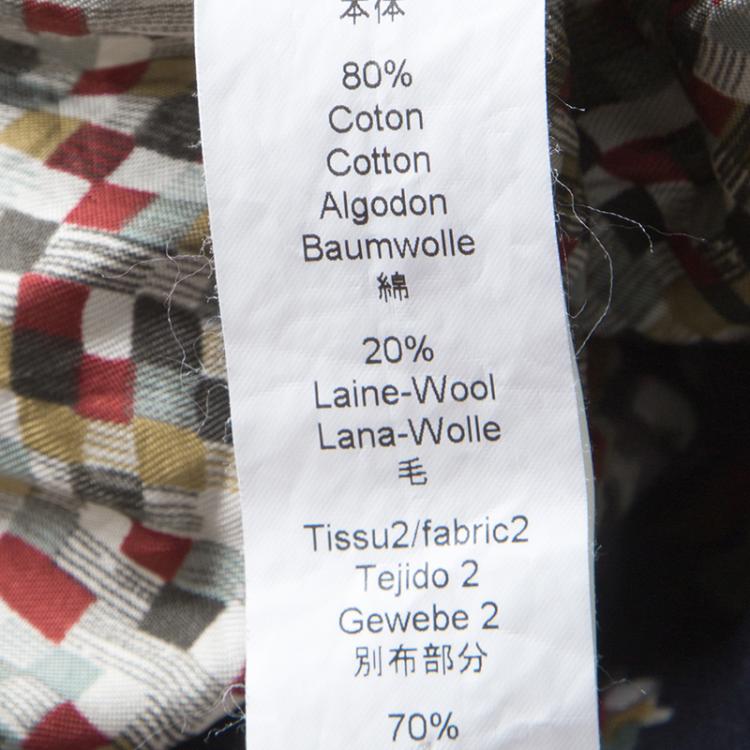 本体
80%
Coton
Cotton
Algodon
Baumwolle
綿
20%
Laine-Wool
Lana-Wolle
毛
Tissu2/fabric2
Tejido 2
Gewebe 2
別布部分
70%